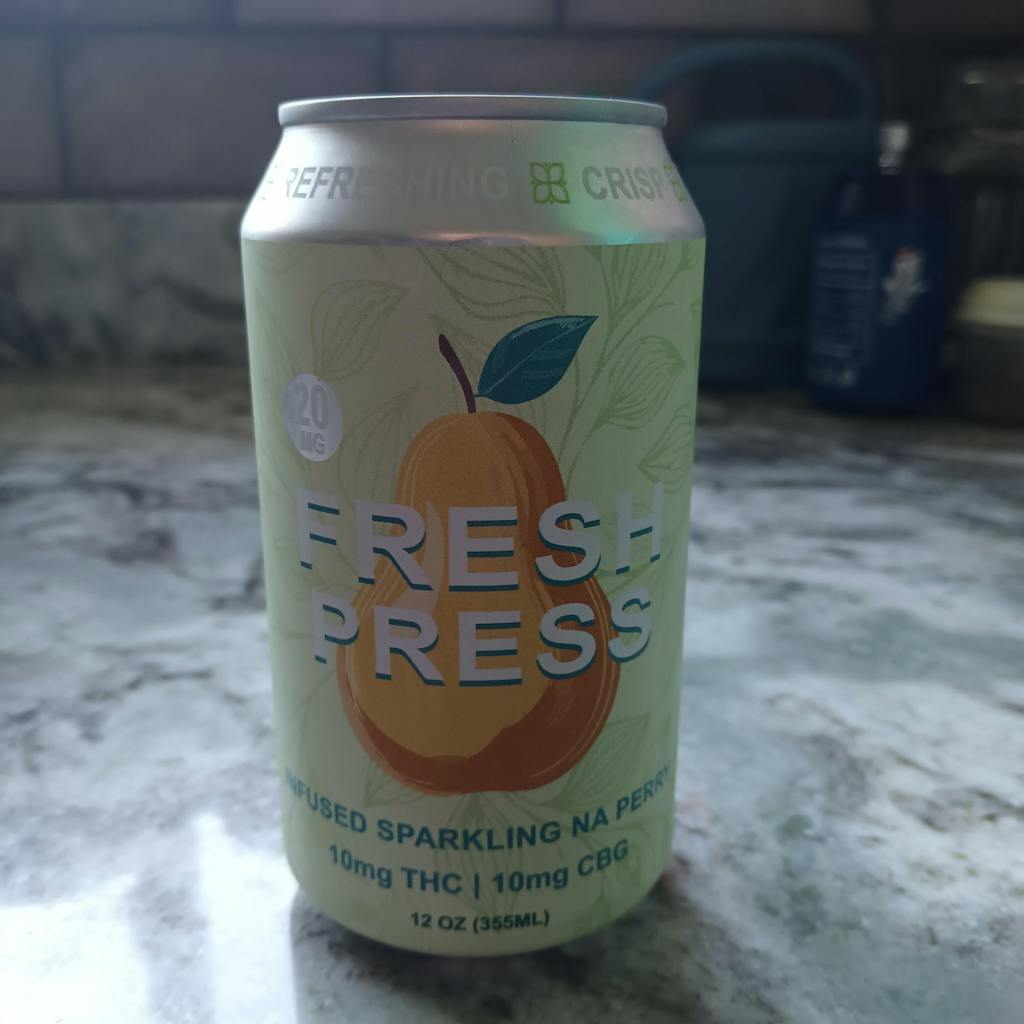 REFRESHING CRISP
20
MG
FRESH
PRESS
INFUSED SPARKLING NA PERRY
10mg THC | 10mg CBG
12 OZ (355ML)